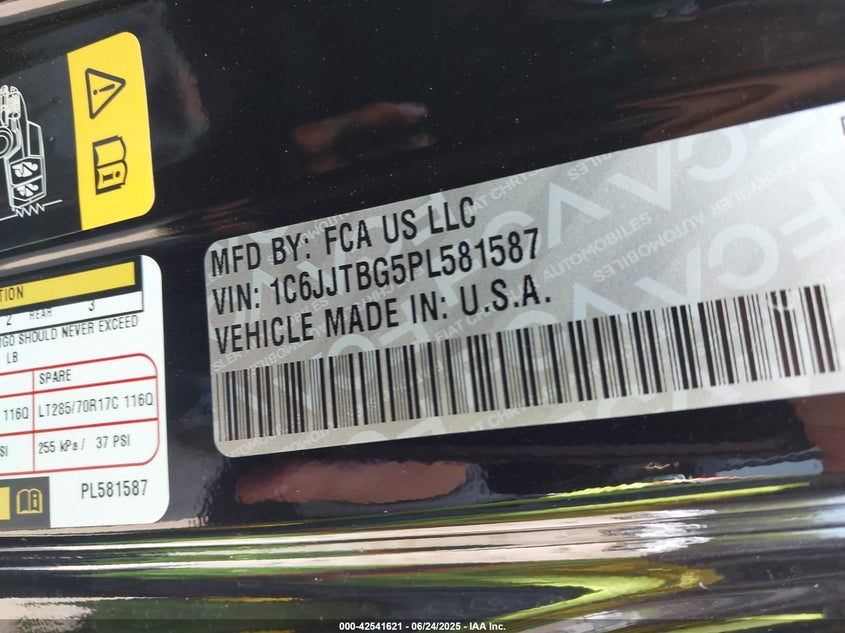 TION
2 REAR 3
RGO SHOULD NEVER EXCEED
LB
SPARE
116Q LT285/70R17C 116Q
SI 255 kPa / 37 PSI
PL581587
MFD BY: FCA US LLC
VIN: 1C6JJTBG5PL581587
VEHICLE MADE IN: U.S.A.
000-42541621 - 06/24/2025 - IAA Inc.